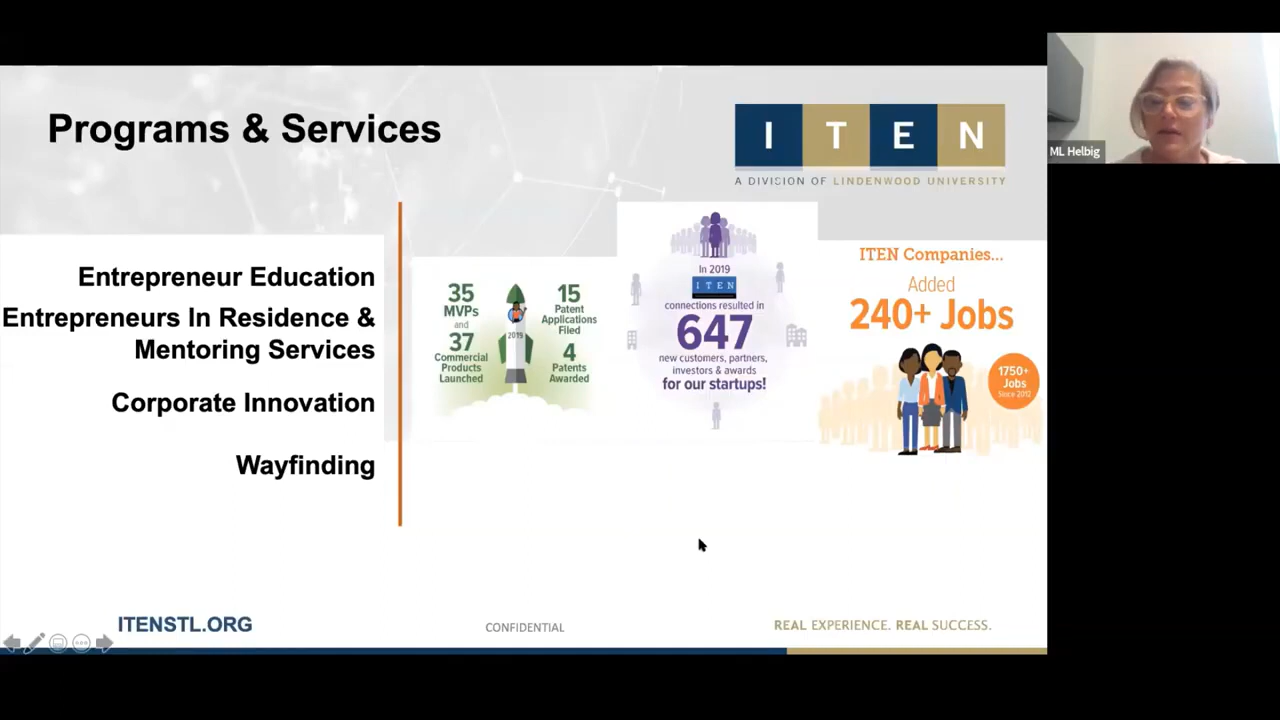 Programs & Services
I T E N
A DIVISION OF LINDENWOOD UNIVERSITY
ML Helbig
Entrepreneur Education
Entrepreneurs In Residence &
Mentoring Services
Corporate Innovation
Wayfinding
35
MVPs
and
37
Commercial
Products
Launched
2019
15
Patent
Applications
Filed
4
Patents
Awarded
In 2019
ITEN
connections resulted in
647
new customers, partners,
investors & awards
for our startups!
ITEN Companies...
Added
240+ Jobs
1750+
Jobs
Since 2012
ITENSTL.ORG
CONFIDENTIAL
REAL EXPERIENCE. REAL SUCCESS.